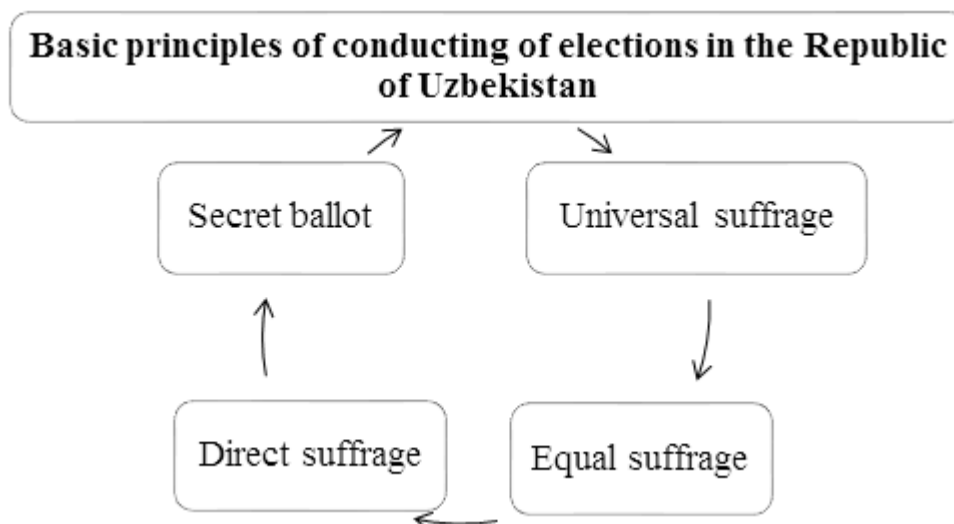 Basic principles of conducting of elections in the Republic
of Uzbekistan
Secret ballot
Universal suffrage
Direct suffrage
Equal suffrage